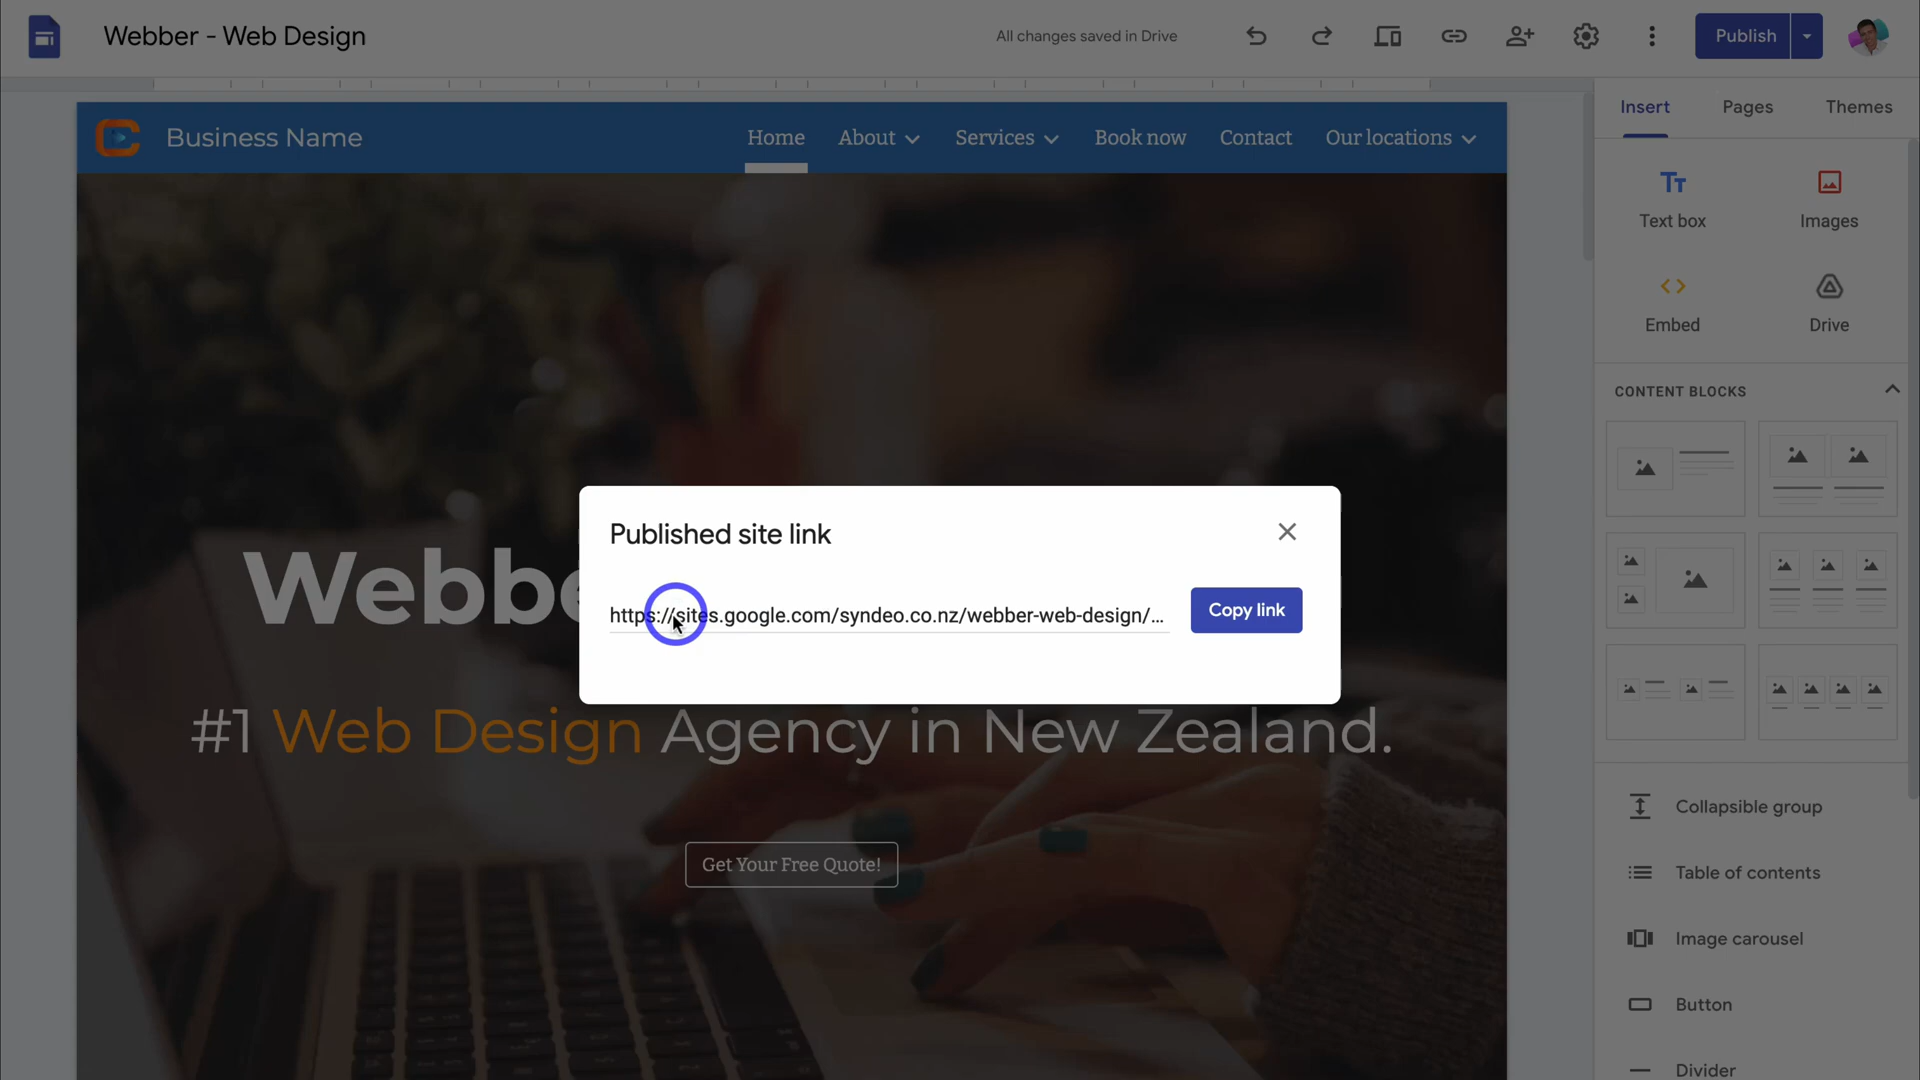 Webber - Web Design
All changes saved in Drive
Publish
Business Name
Home
About
Services
Book now
Contact
Our locations
Insert
Pages
Themes
Text box
Images
Embed
Drive
CONTENT BLOCKS
Published site link
https://sites.google.com/syndeo.co.nz/webber-web-design/...
Copy link
Webbe
#1 Web Design Agency in New Zealand.
Get Your Free Quote!
Collapsible group
Table of contents
Image carousel
Button
Divider